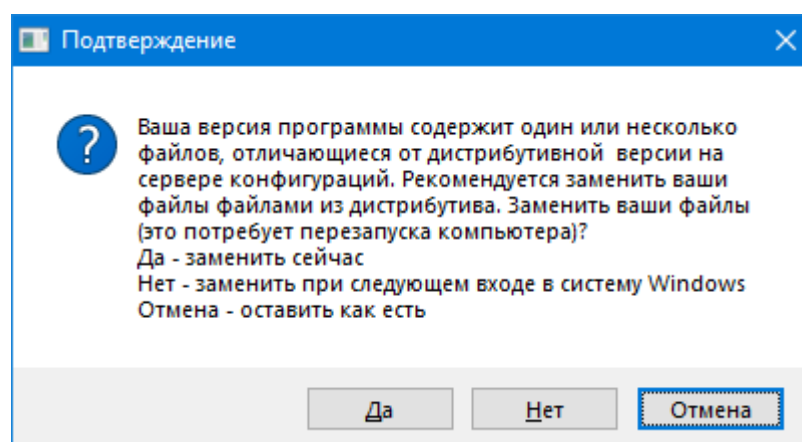 Подтверждение
Ваша версия программы содержит один или несколько
файлов, отличающиеся от дистрибутивной  версии на
сервере конфигураций. Рекомендуется заменить ваши
файлы файлами из дистрибутива. Заменить ваши файлы
(это потребует перезапуска компьютера)?
Да - заменить сейчас
Нет - заменить при следующем входе в систему Windows
Отмена - оставить как есть
Да
Нет
Отмена